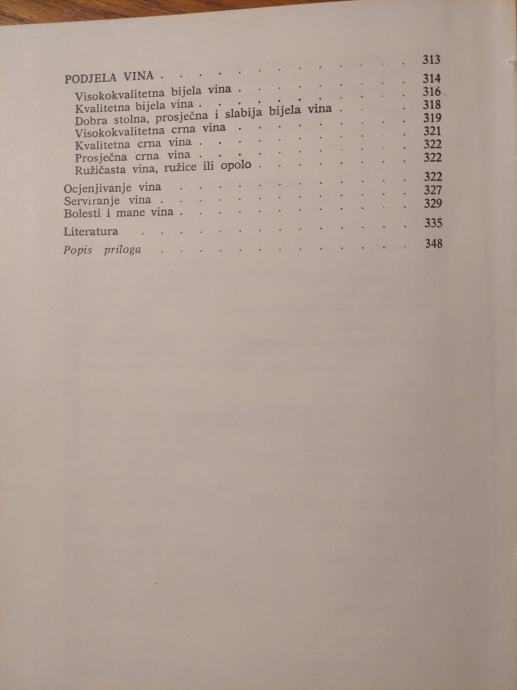 PODJELA VINA . . . . . . . . . . . . 313
Visokokvalitetna bijela vina . . . . . . . . 314
Kvalitetna bijela vina . . . . . . . . . 316
Dobra stolna, prosječna i slabija bijela vina . . . . 318
Visokokvalitetna crna vina . . . . . . . . 319
Kvalitetna crna vina . . . . . . . . . 321
Prosječna crna vina . . . . . . . . . 322
Ružičasta vina, ružice ili opolo . . . . . . . 322
Ocjenjivanje vina . . . . . . . . . . 322
Serviranje vina . . . . . . . . . . . 327
Bolesti i mane vina . . . . . . . . . . 329
Literatura . . . . . . . . . . . . 335
Popis priloga . . . . . . . . . . . 348